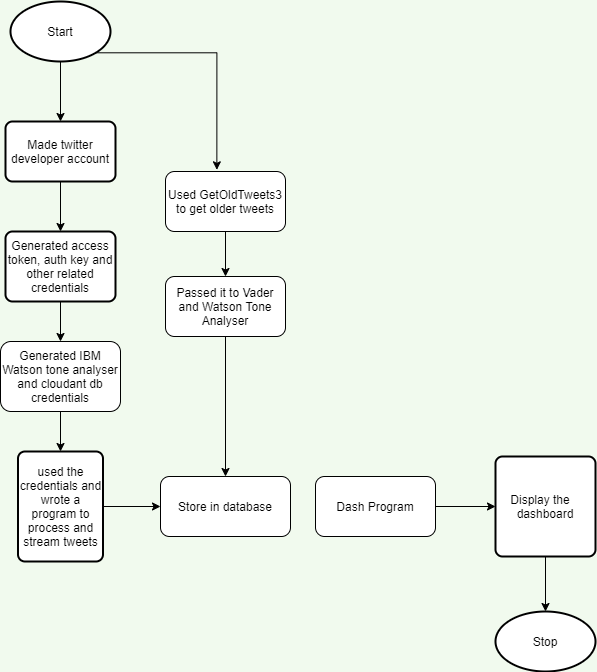 Start
Made twitter
developer account
Generated access
token, auth key and
other related
credentials
Generated IBM
Watson tone analyser
and cloudant db
credentials
used the
credentials and
wrote a
program to
process and
stream tweets
Used GetOldTweets3
to get older tweets
Passed it to Vader
and Watson Tone
Analyser
Store in database
Dash Program
Display the
dashboard
Stop